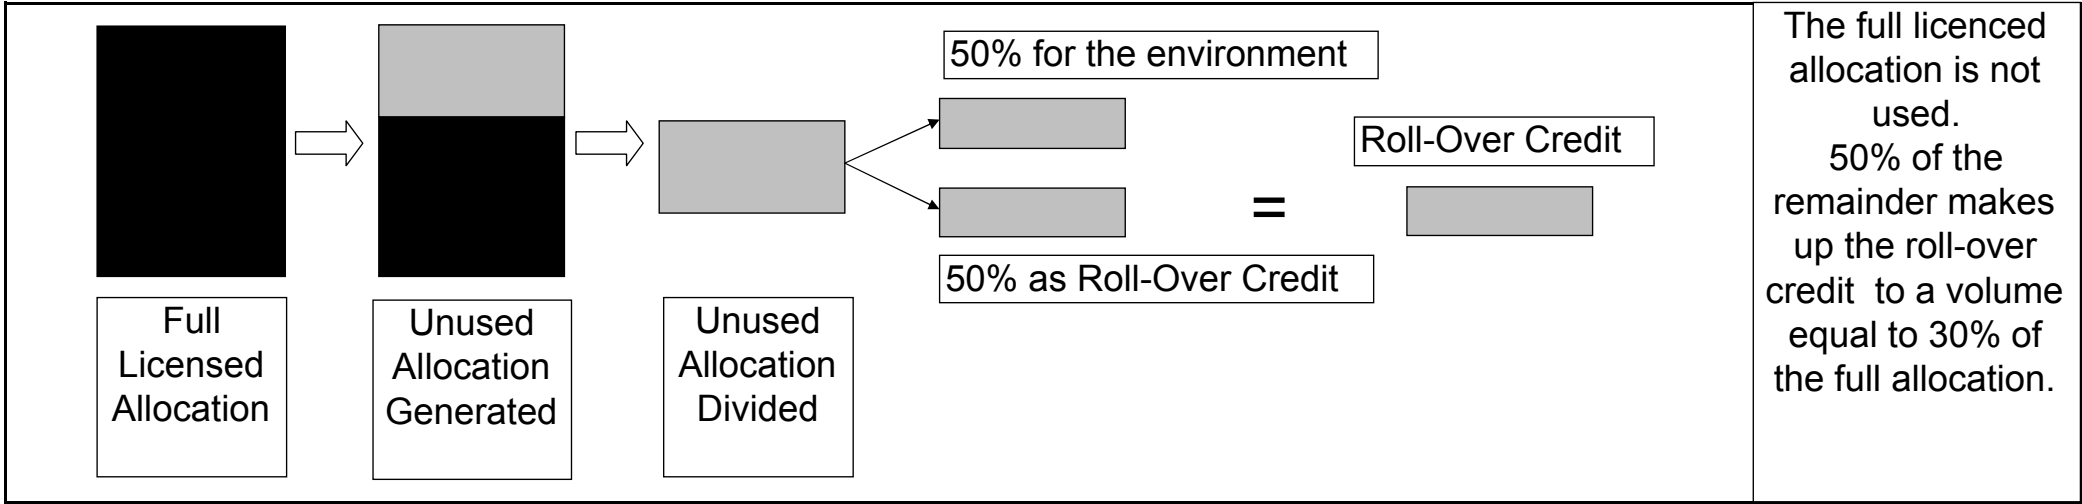 50% for the environment
Roll-Over Credit
=
50% as Roll-Over Credit
Full
Licensed
Allocation
Unused
Allocation
Generated
Unused
Allocation
Divided
The full licenced
allocation is not
used.
50% of the
remainder makes
up the roll-over
credit  to a volume
equal to 30% of
the full allocation.